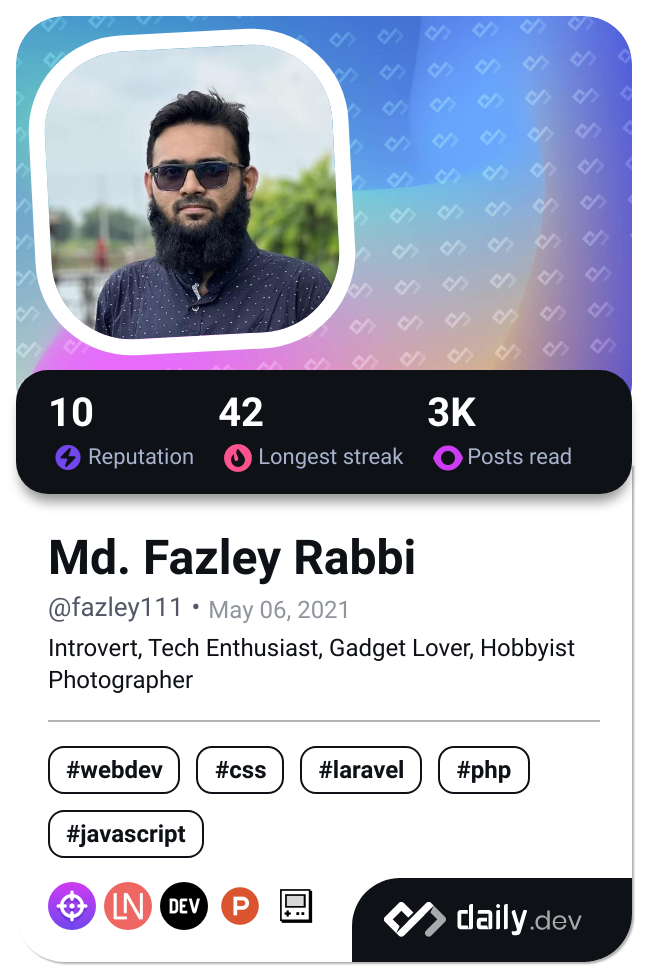 10 42 3K
Reputation Longest streak Posts read
Md. Fazley Rabbi
@fazley111 • May 06, 2021
Introvert, Tech Enthusiast, Gadget Lover, Hobbyist
Photographer
#webdev #css #laravel #php
#javascript
LN DEV P daily.dev